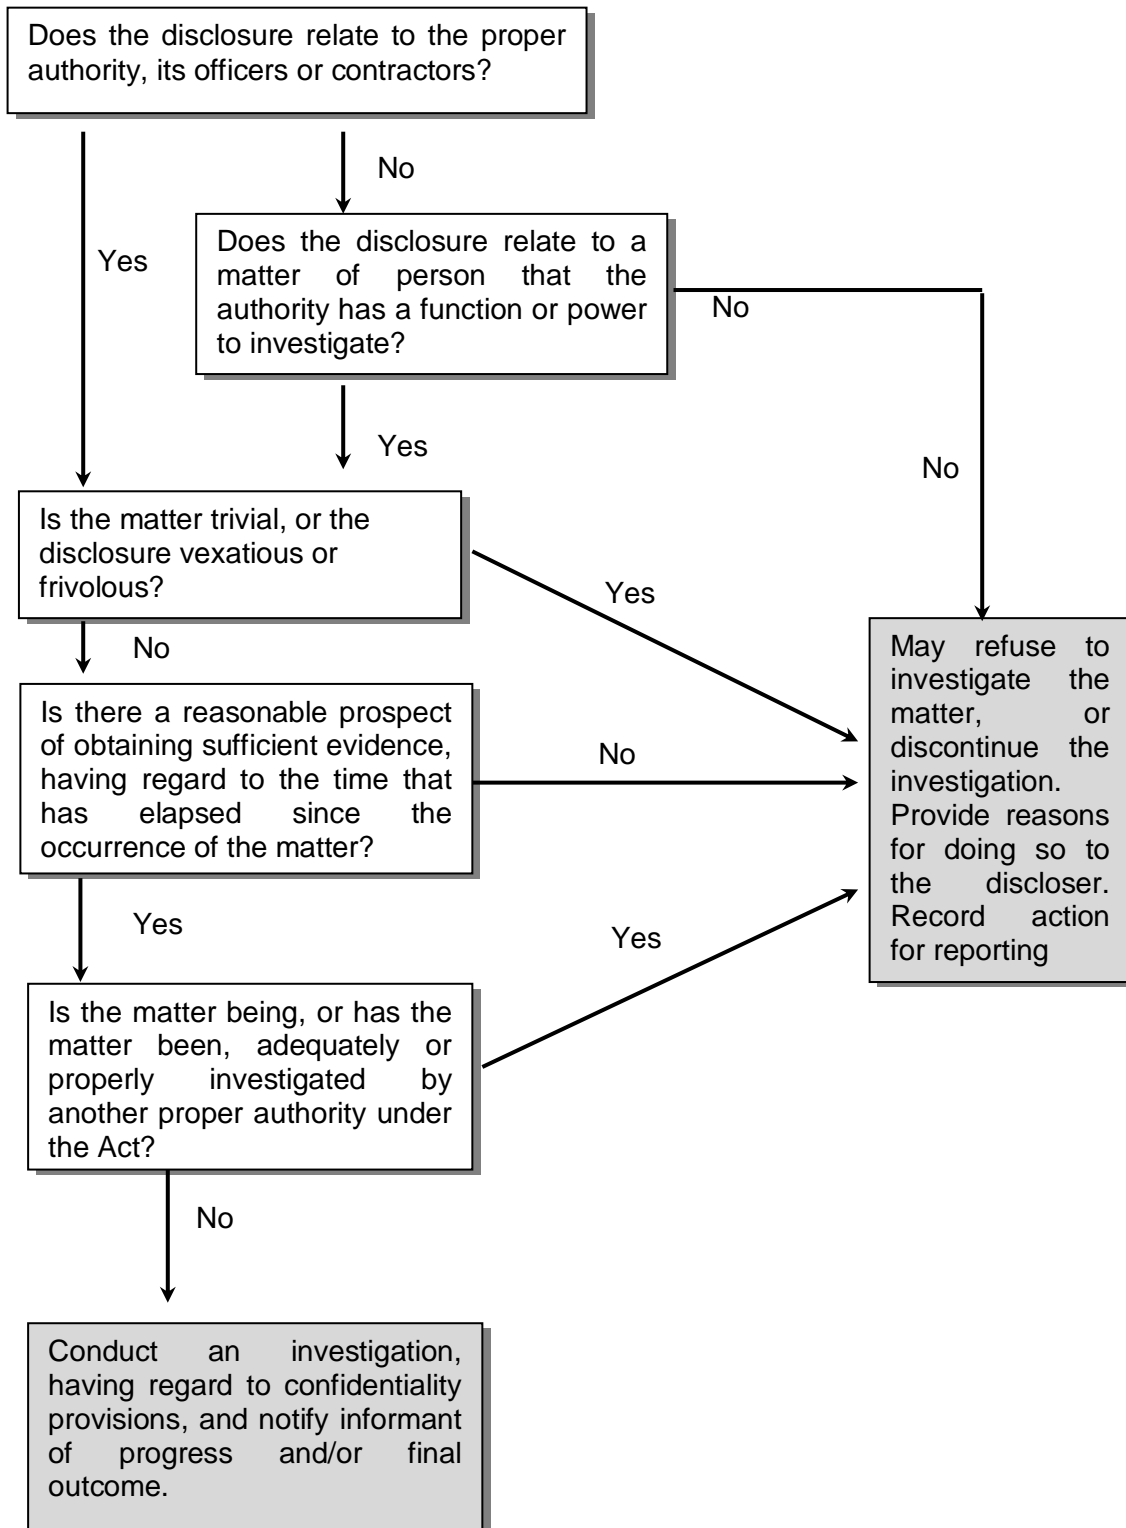 Does the disclosure relate to the proper
authority, its officers or contractors?
No
Yes
Does the disclosure relate to a
matter of person that the
authority has a function or power
to investigate?
No
Yes
No
Is the matter trivial, or the
disclosure vexatious or
frivolous?
Yes
No
May refuse to
investigate the
matter, or
discontinue the
investigation.
Provide reasons
for doing so to
the discloser.
Record action
for reporting
Is there a reasonable prospect
of obtaining sufficient evidence,
having regard to the time that
has elapsed since the
occurrence of the matter?
No
Yes
Yes
Is the matter being, or has the
matter been, adequately or
properly investigated by
another proper authority under
the Act?
No
Conduct an investigation,
having regard to confidentiality
provisions, and notify informant
of progress and/or final
outcome.